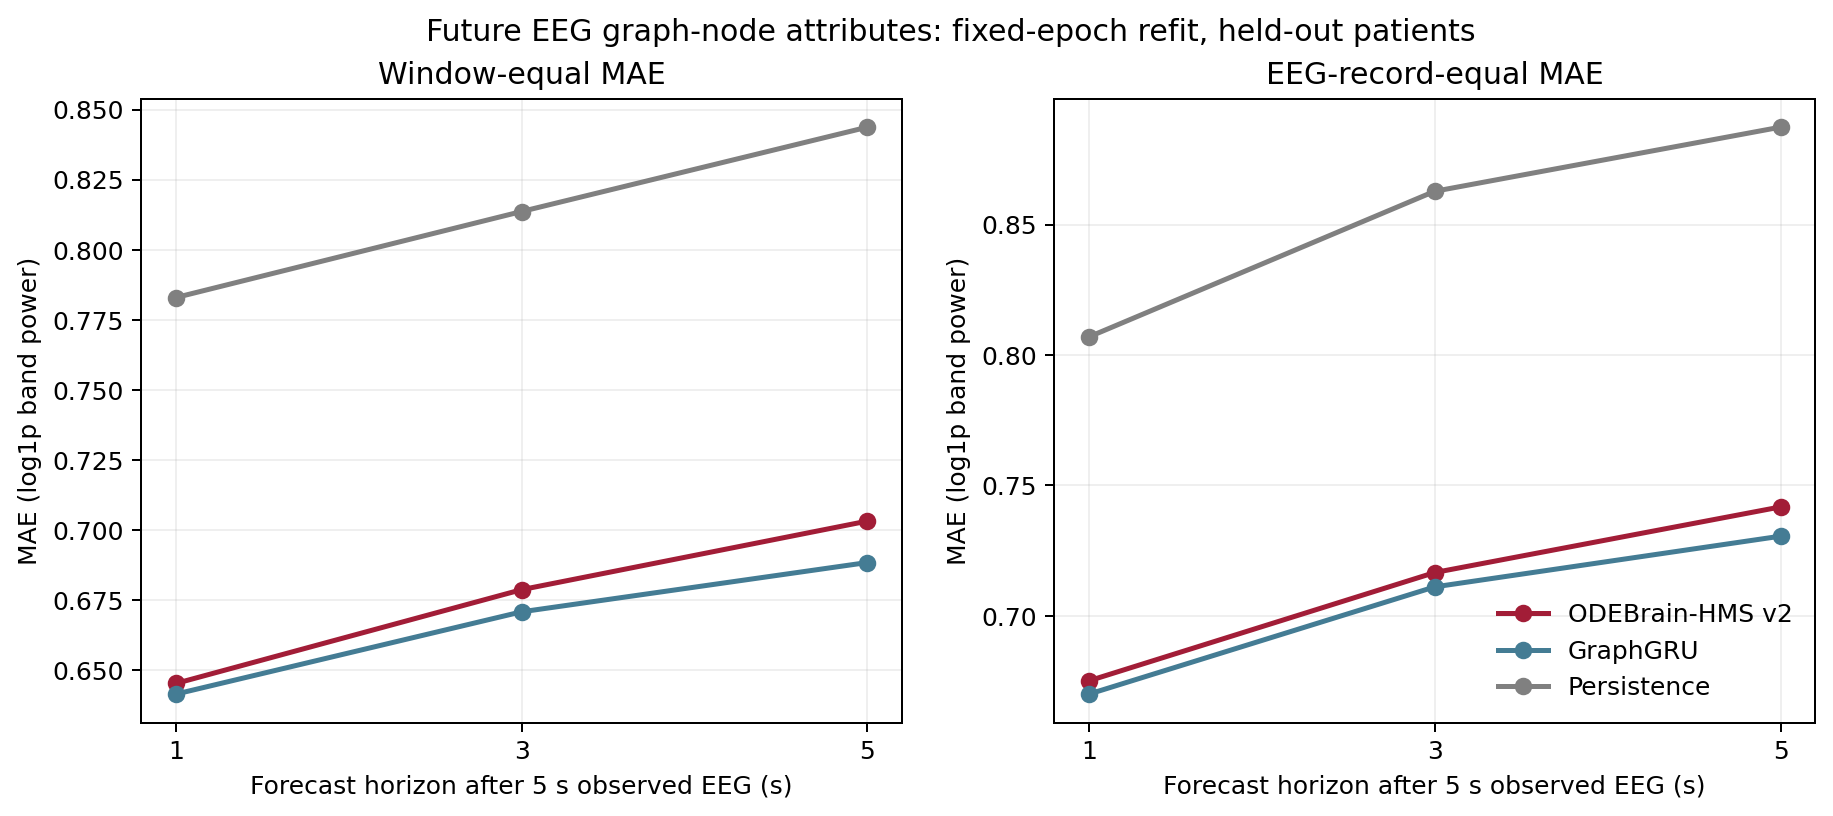 Future EEG graph-node attributes: fixed-epoch refit, held-out patients
Window-equal MAE
MAE (log1p band power)
0.850
0.825
0.800
0.775
0.750
0.725
0.700
0.675
0.650
1
3
5
Forecast horizon after 5 s observed EEG (s)
EEG-record-equal MAE
MAE (log1p band power)
0.85
0.80
0.75
0.70
ODEBrain-HMS v2
GraphGRU
Persistence
1
3
5
Forecast horizon after 5 s observed EEG (s)